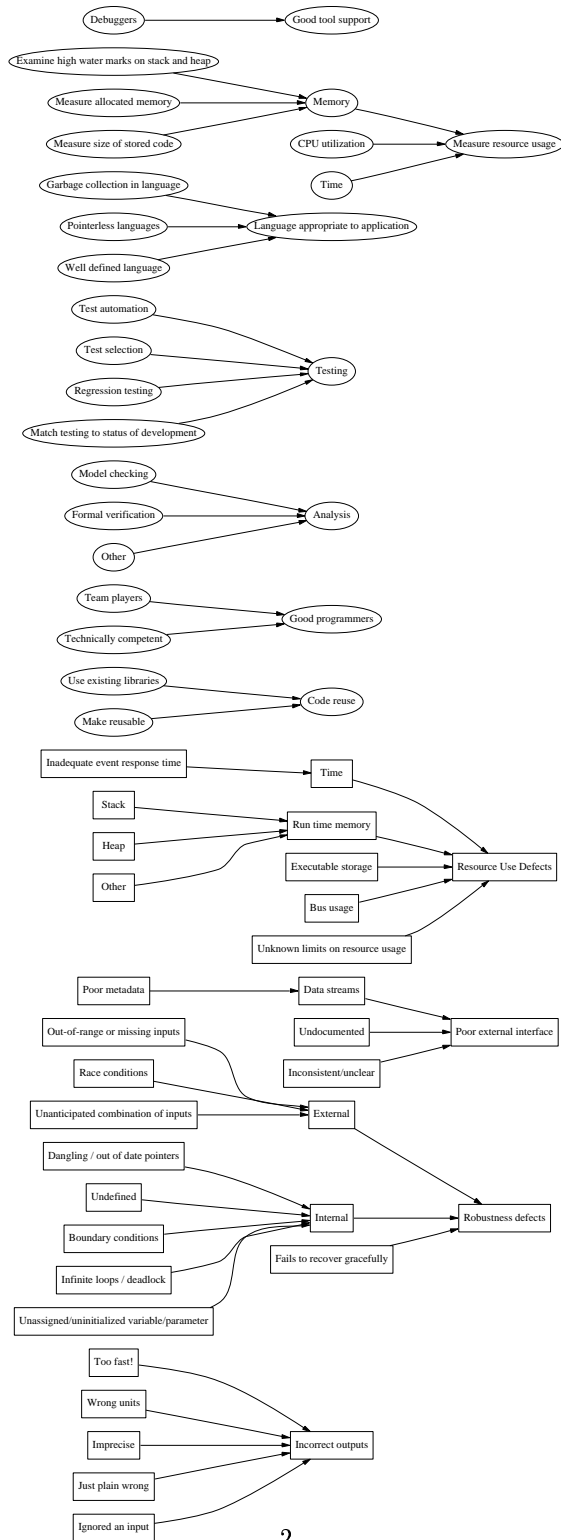 Debuggers
Good tool support
Examine high water marks on stack and heap
Measure allocated memory
Memory
Measure size of stored code
CPU utilization
Measure resource usage
Time
Garbage collection in language
Pointerless languages
Language appropriate to application
Well defined language
Test automation
Test selection
Testing
Regression testing
Match testing to status of development
Model checking
Formal verification
Analysis
Other
Team players
Good programmers
Technically competent
Use existing libraries
Code reuse
Make reusable
Inadequate event response time
Time
Stack
Run time memory
Heap
Executable storage
Resource Use Defects
Other
Bus usage
Unknown limits on resource usage
Poor metadata
Data streams
Out-of-range or missing inputs
Undocumented
Poor external interface
Race conditions
Inconsistent/unclear
Unanticipated combination of inputs
External
Dangling / out of date pointers
Undefined
Internal
Robustness defects
Boundary conditions
Fails to recover gracefully
Infinite loops / deadlock
Unassigned/uninitialized variable/parameter
Too fast!
Wrong units
Imprecise
Incorrect outputs
Just plain wrong
Ignored an input
2